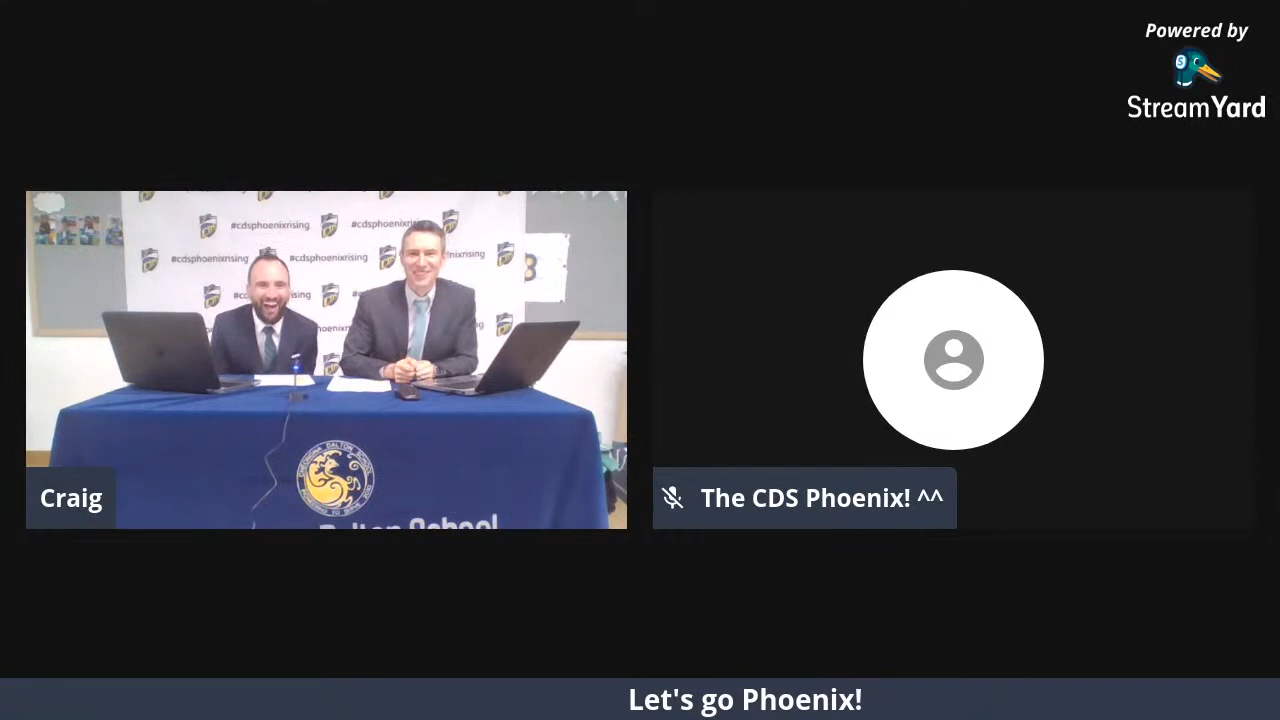 Powered by
StreamYard
#cdsphoenixrising
#cdsphoenixrising
#cdsphoenixrising
Craig
The CDS Phoenix! ^^
Let's go Phoenix!